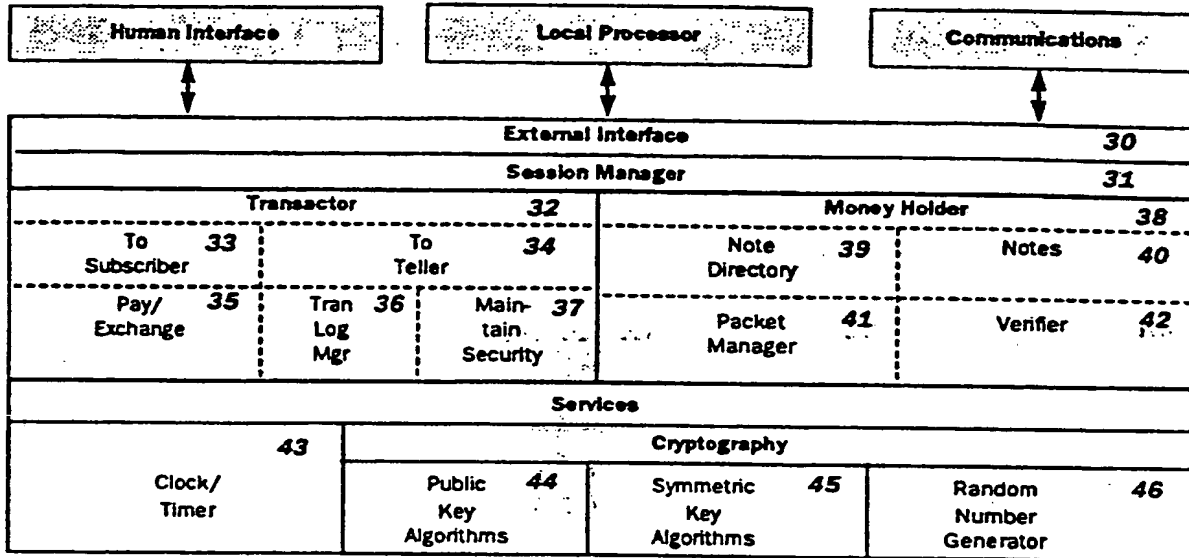 Human Interface
Local Processor
Communications
External Interface 30
Session Manager 31
Transactor 32
Money Holder 38
To 33
Subscriber
To 34
Teller
Note 39
Directory
Notes 40
Pay/ 35
Exchange
Tran 36
Log
Mgr
Main- 37
tain
Security
Packet 41
Manager
Verifier 42
Services
43
Clock/
Timer
Cryptography
Public 44
Key
Algorithms
Symmetric 45
Key
Algorithms
Random 46
Number
Generator